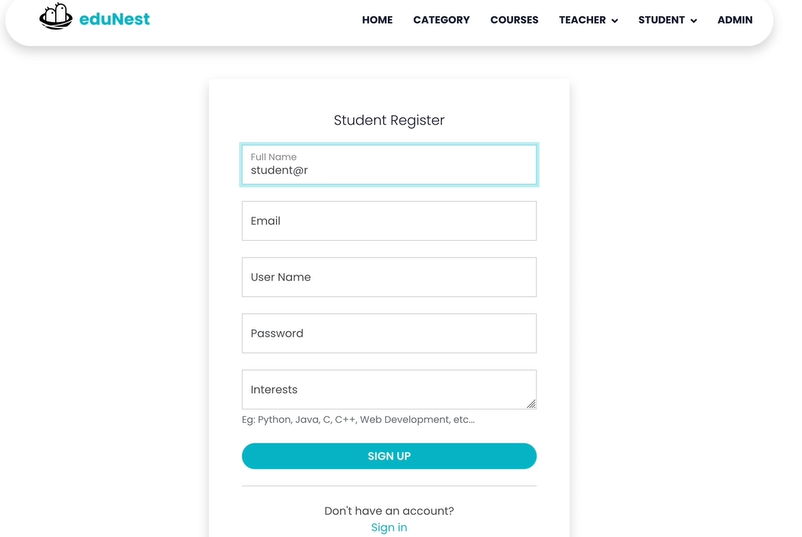 eduNest
HOME CATEGORY COURSES TEACHER STUDENT ADMIN
Student Register
Full Name
student@r
Email
User Name
Password
Interests
Eg: Python, Java, C, C++, Web Development, etc...
SIGN UP
Don't have an account?
Sign in